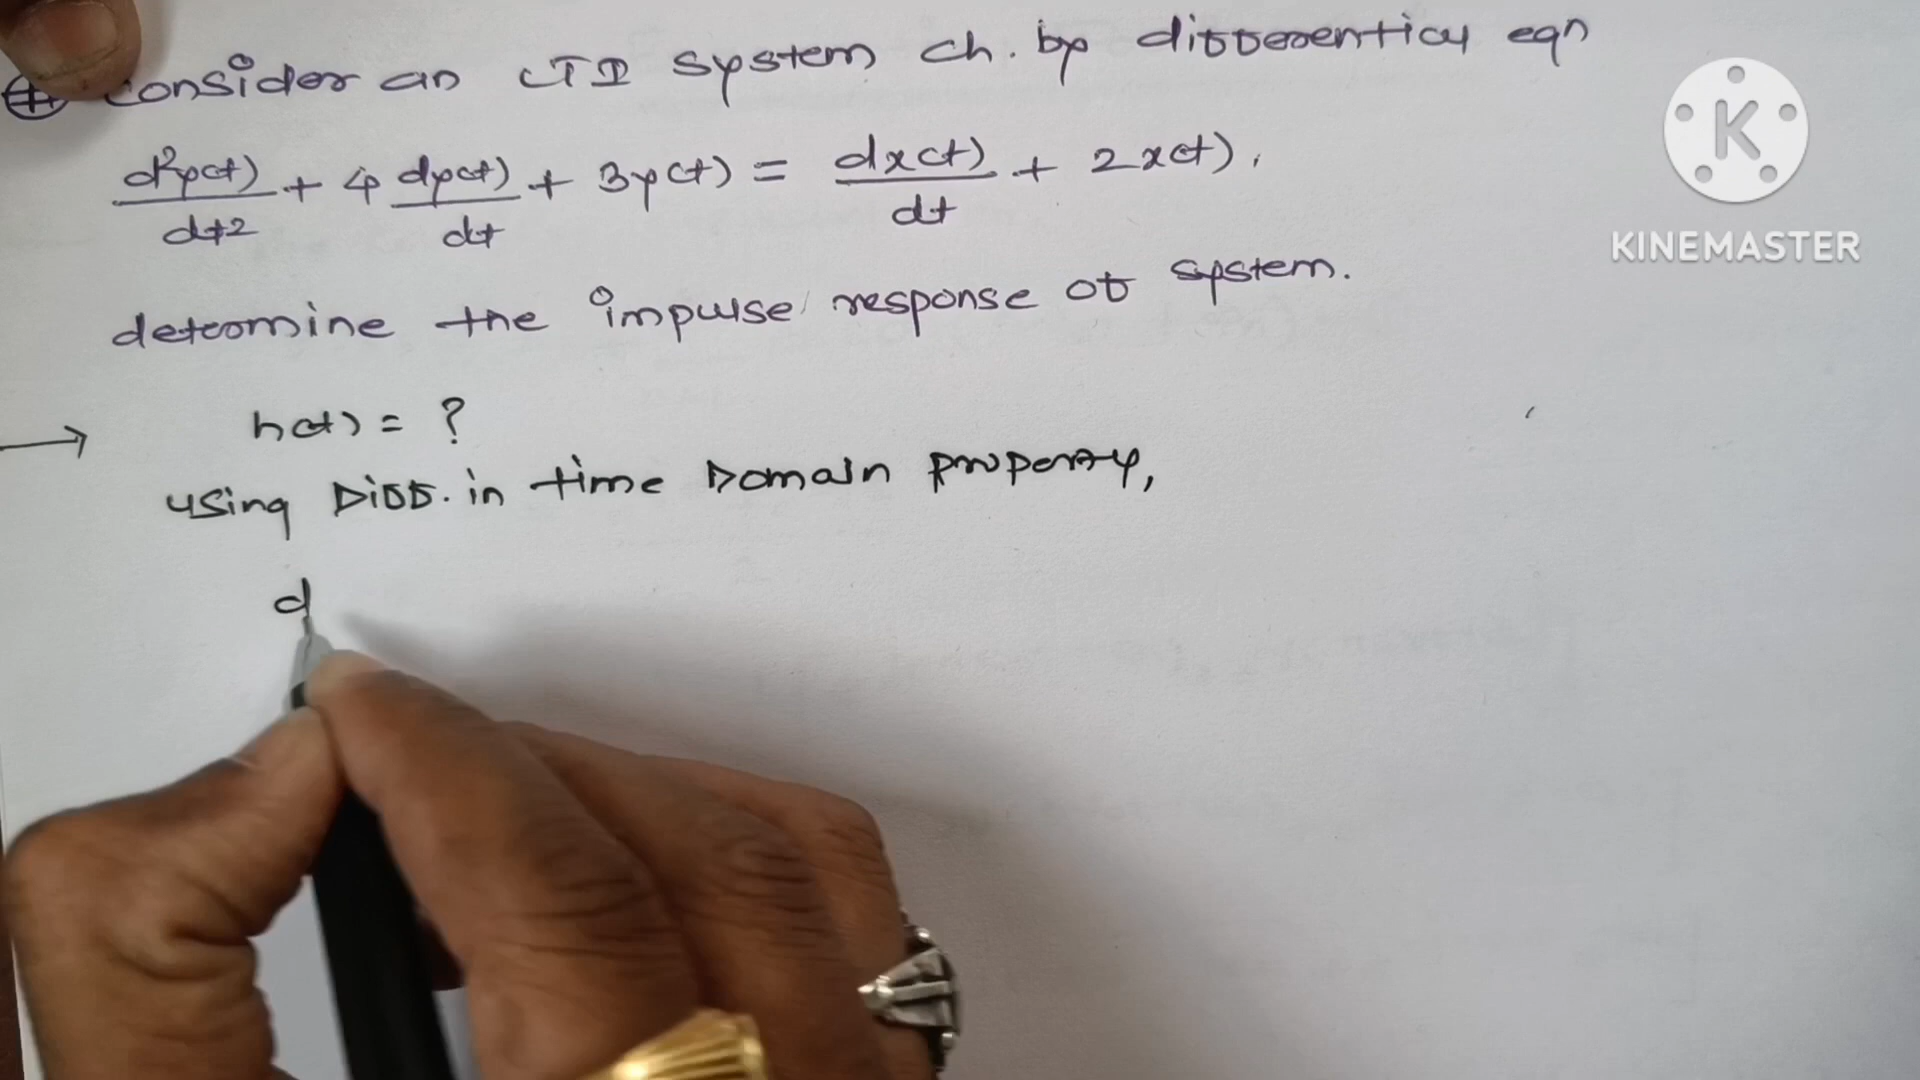 Consider an LTI system ch. by differential eqn
d²y(t)/dt2 + 4 dy(t)/dt + 3y(t) = dx(t)/dt + 2x(t).
determine the impulse response of system.
h(t) = ?
using Diff. in time Domain property,
d
K
KINEMASTER